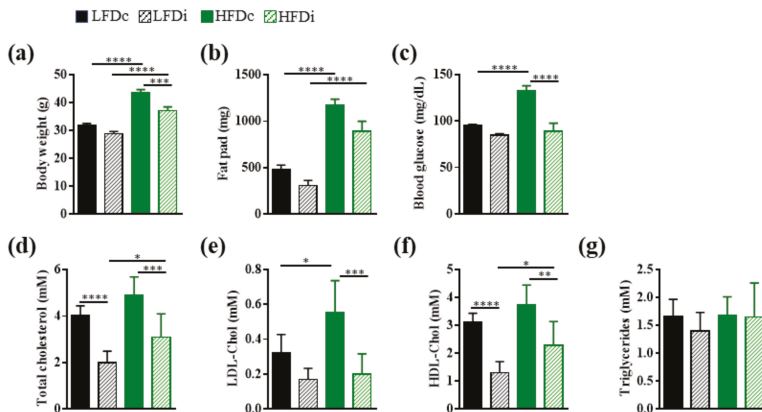 LFDc LFDi HFDc HFDi
(a) (b) (c)
**** **** ***
Body weight (g)
50
40
30
20
10
0
**** ****
Fat pad (mg)
1500
1000
500
0
**** ****
Blood glucose (mg/dL)
150
100
50
0
(d) (e) (f) (g)
**** * ***
Total cholesterol (mM)
6
4
2
0
* ***
LDL-Chol (mM)
0.8
0.6
0.4
0.2
0.0
**** * **
HDL-Chol (mM)
5
4
3
2
1
0
Triglycerides (mM)
2.5
2.0
1.5
1.0
0.5
0.0